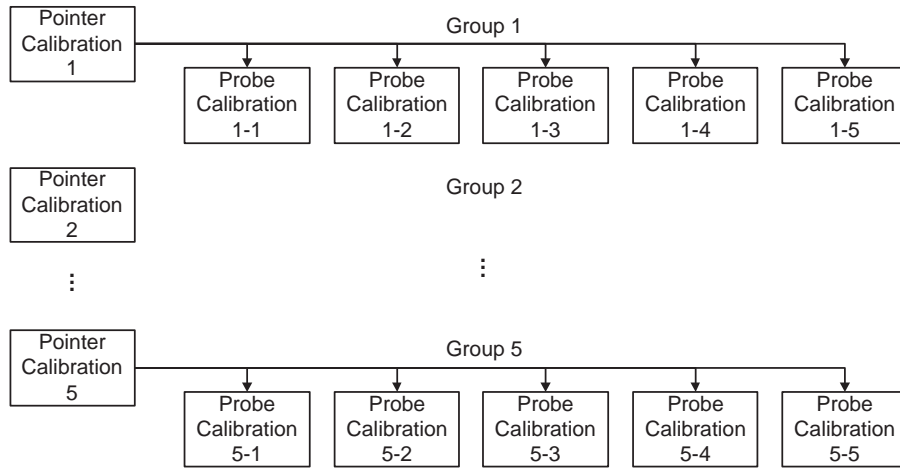 Pointer
Calibration
1
Group 1
Probe
Calibration
1-1
Probe
Calibration
1-2
Probe
Calibration
1-3
Probe
Calibration
1-4
Probe
Calibration
1-5
Pointer
Calibration
2
Group 2
...
...
Pointer
Calibration
5
Group 5
Probe
Calibration
5-1
Probe
Calibration
5-2
Probe
Calibration
5-3
Probe
Calibration
5-4
Probe
Calibration
5-5